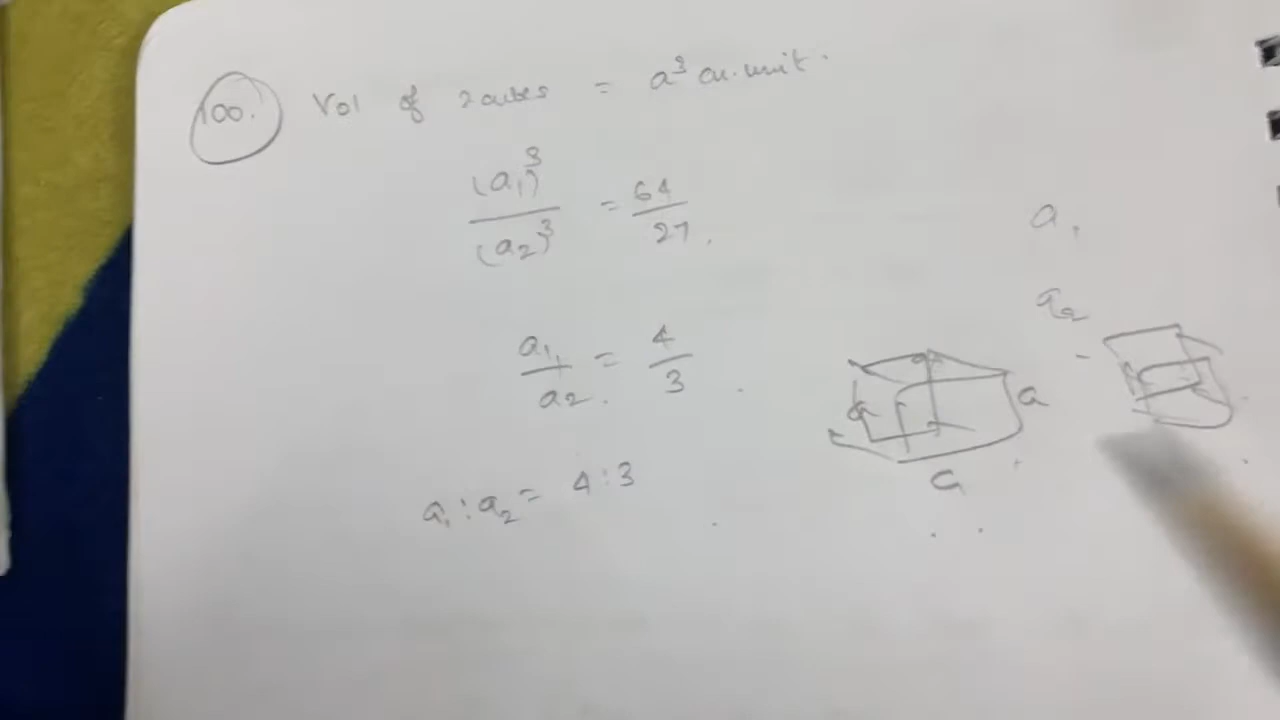 100. Vol of 2 cubes = a³ cu.unit.
(a₁)³ / (a₂)³ = 64 / 27.
a₁ / a₂ = 4 / 3
a₁ : a₂ = 4:3
a₁
a₂
a
a
a